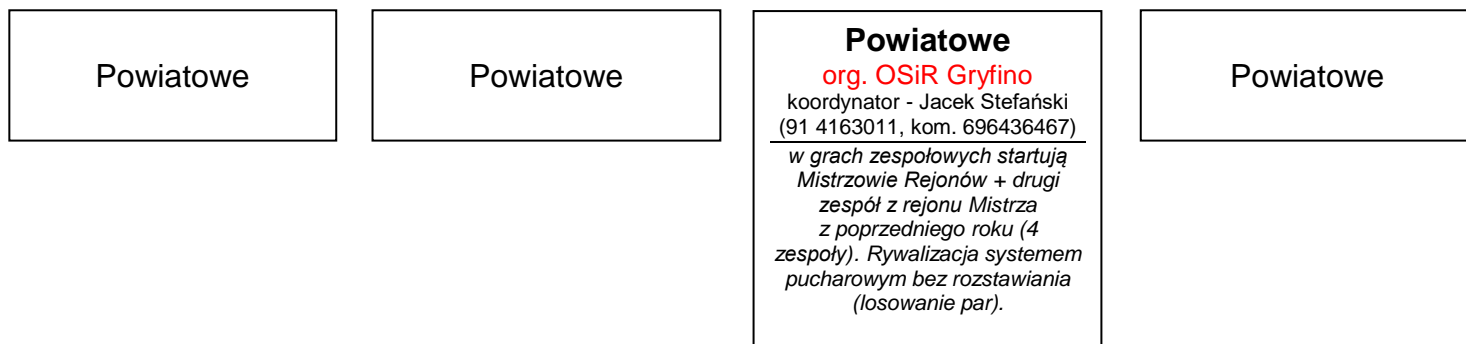 Powiatowe
Powiatowe
Powiatowe
org. OSiR Gryfino
koordynator - Jacek Stefański
(91 4163011, kom. 696436467)
w grach zespołowych startują
Mistrzowie Rejonów + drugi
zespół z rejonu Mistrza
z poprzedniego roku (4
zespoły). Rywalizacja systemem
pucharowym bez rozstawiania
(losowanie par).
Powiatowe